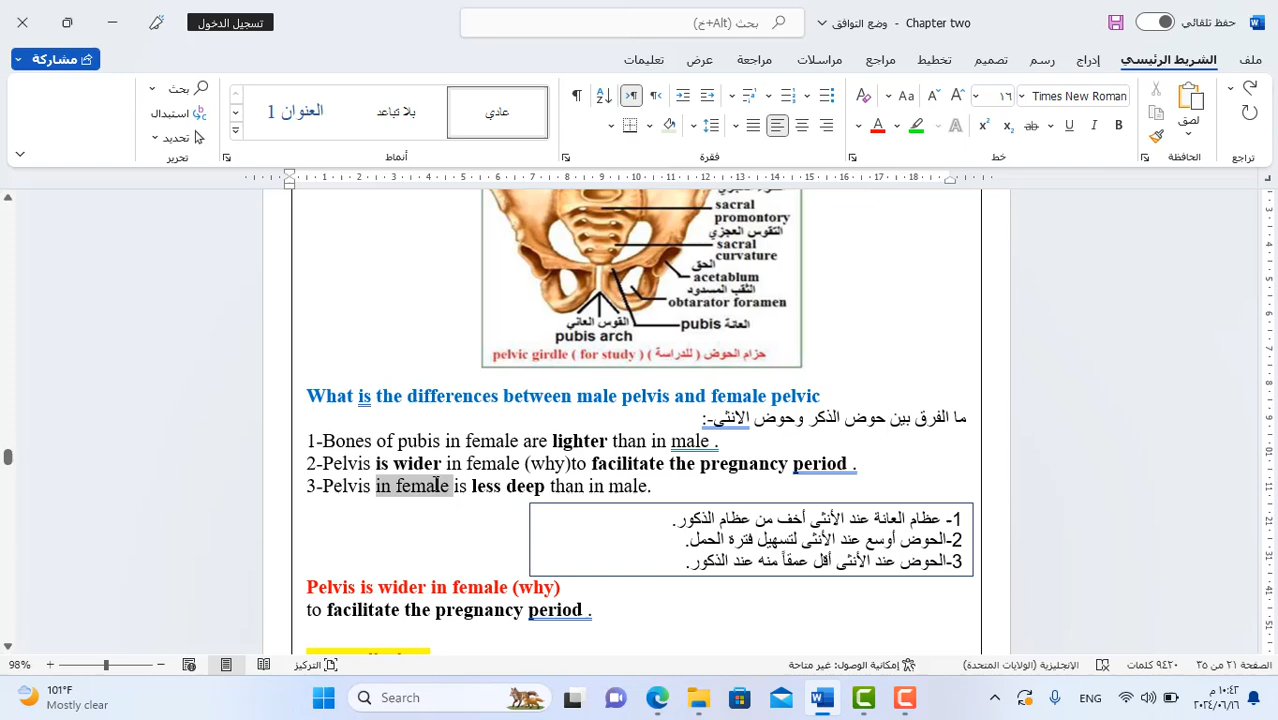 تسجيل الدخول
بحث (Alt+خ)
Chapter two - وضع التوافق
حفظ تلقائي
ملف
الشريط الرئيسي
إدراج
رسم
تصميم
تخطيط
مراجع
مراسلات
مراجعة
عرض
تعليمات
مشاركة
لصق
الحافظة
Times New Roman
١٦
خط
فقرة
عادي
بلا تباعد
العنوان 1
أنماط
بحث
استبدال
تحديد
تحرير
تراجع
sacral
promontory
التقوس العجزي
sacral
curvature
الحق
acetablum
الثقب المسدود
obtarator foramen
القوس العاني
pubis العانة
pubis arch
pelvic girdle ( for study ) ( للدراسة ) حزام الحوض
What is the differences between male pelvis and female pelvic
ما الفرق بين حوض الذكر وحوض الانثى-:
1-Bones of pubis in female are lighter than in male .
2-Pelvis is wider in female (why)to facilitate the pregnancy period .
3-Pelvis in female is less deep than in male.
1- عظام العانة عند الأنثى أخف من عظام الذكور.
2-الحوض أوسع عند الأنثى لتسهيل فترة الحمل.
3-الحوض عند الأنثى أقل عمقاً منه عند الذكور.
Pelvis is wider in female (why)
to facilitate the pregnancy period .
98%
التركيز
إمكانية الوصول: غير متاحة
الانجليزية (الولايات المتحدة)
٩٤٢٠ كلمات
الصفحة ٢١ من ٣٥
101°F
Mostly clear
Search
ENG
١٠:٤٢ م
٢٠٢٤/٠٦/١٦